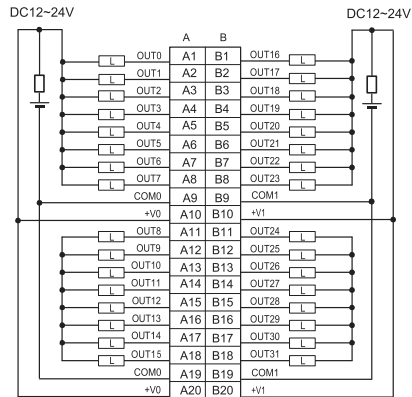 DC12~24V DC12~24V
A B
OUT0 A1 B1 OUT16
L L
OUT1 A2 B2 OUT17
L L
OUT2 A3 B3 OUT18
L L
OUT3 A4 B4 OUT19
L L
OUT4 A5 B5 OUT20
L L
OUT5 A6 B6 OUT21
L L
OUT6 A7 B7 OUT22
L L
OUT7 A8 B8 OUT23
L L
COM0 A9 B9 COM1
+V0 A10 B10 +V1
OUT8 A11 B11 OUT24
L L
OUT9 A12 B12 OUT25
L L
OUT10 A13 B13 OUT26
L L
OUT11 A14 B14 OUT27
L L
OUT12 A15 B15 OUT28
L L
OUT13 A16 B16 OUT29
L L
OUT14 A17 B17 OUT30
L L
OUT15 A18 B18 OUT31
L L
COM0 A19 B19 COM1
+V0 A20 B20 +V1